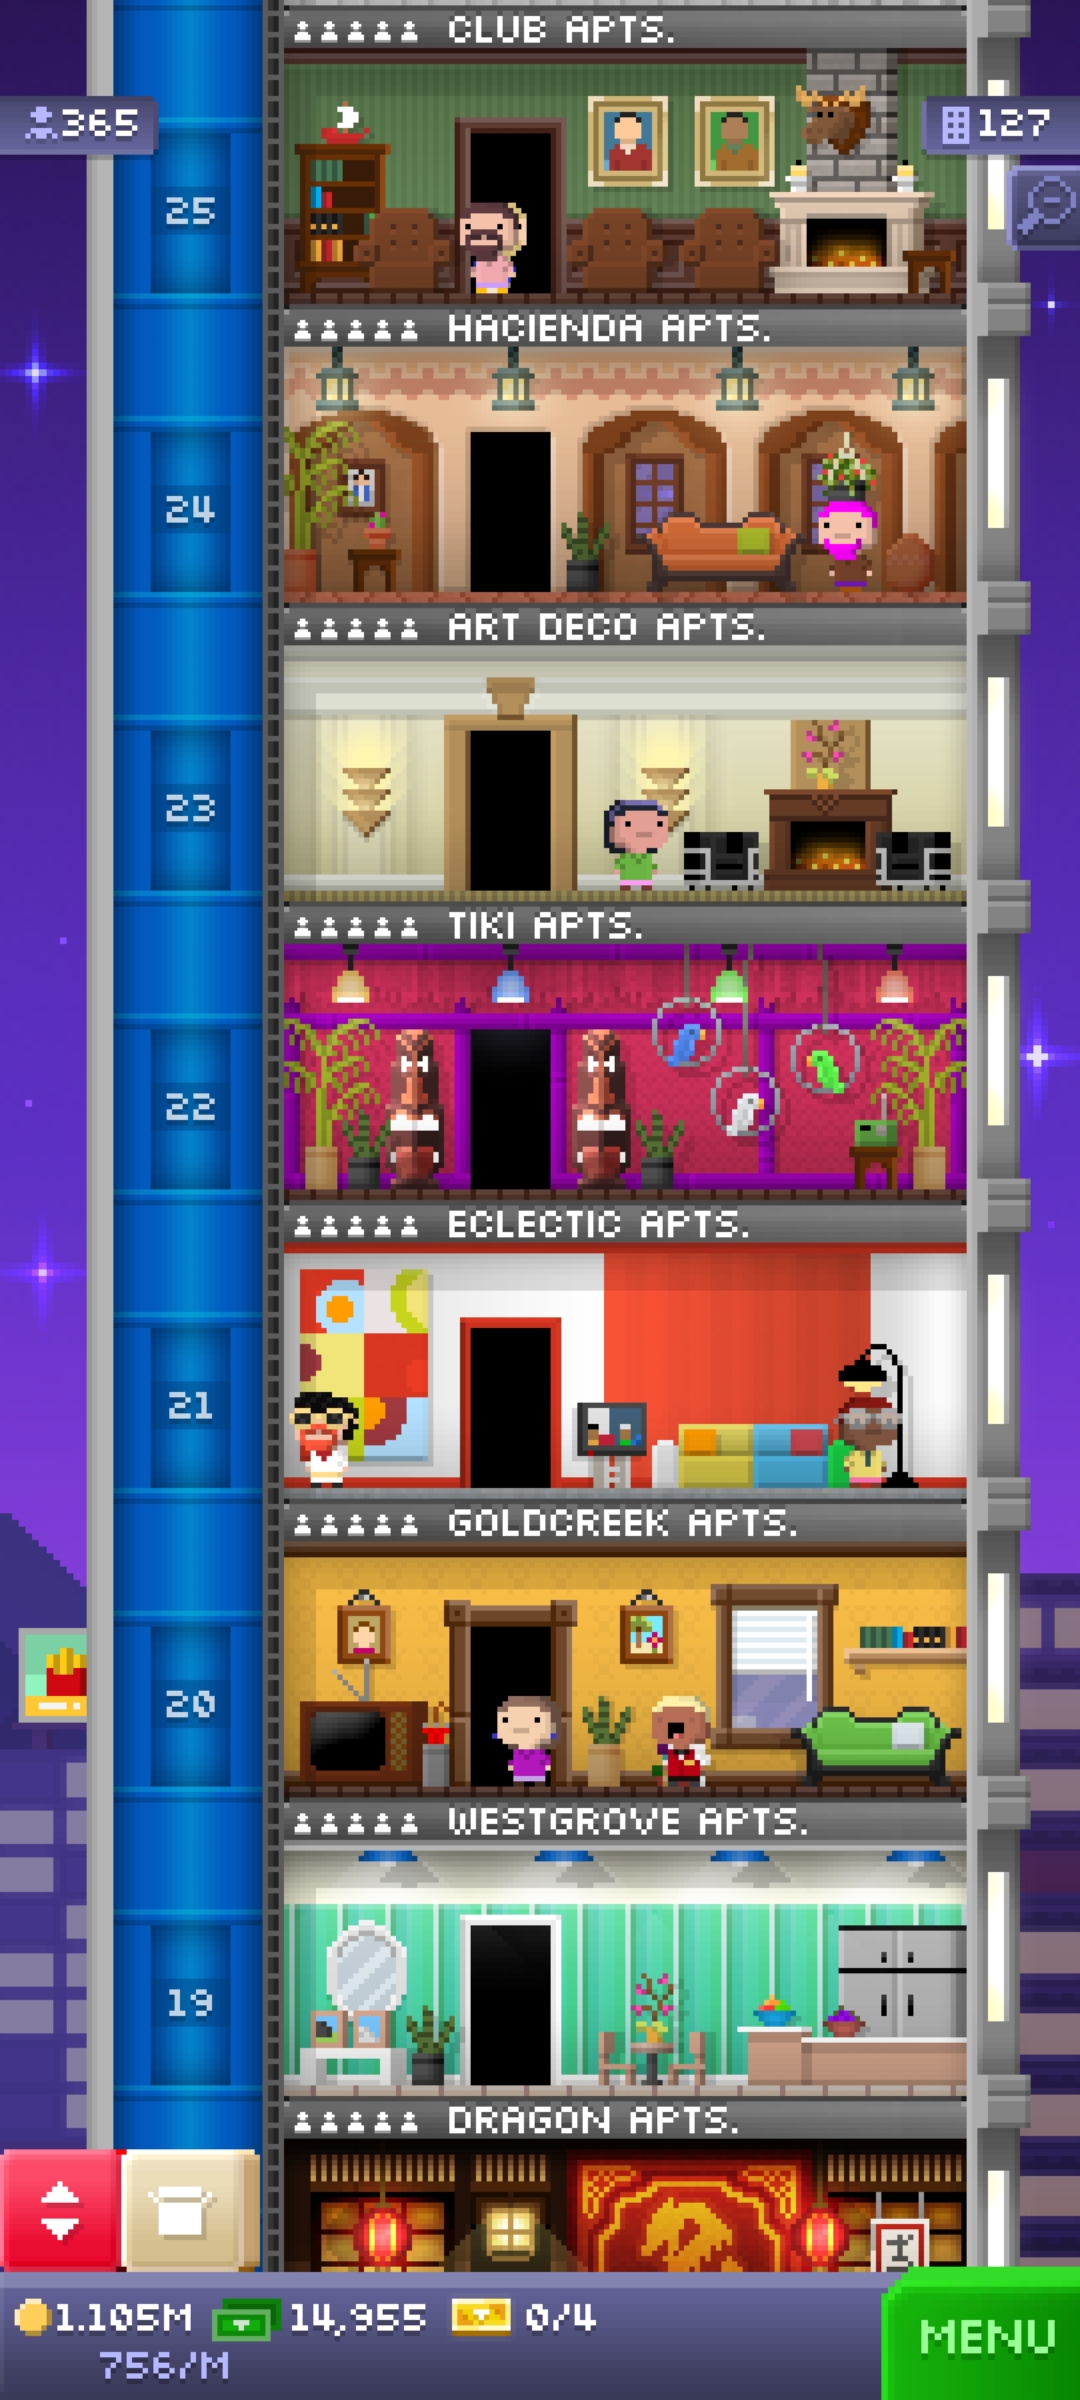 CLUB APTS.
365
127
25
HACIENDA APTS.
24
ART DECO APTS.
23
TIKI APTS.
22
ECLECTIC APTS.
21
GOLDCREEK APTS.
20
WESTGROVE APTS.
19
DRAGON APTS.
1.105M 14,955 0/4
756/M
MENU